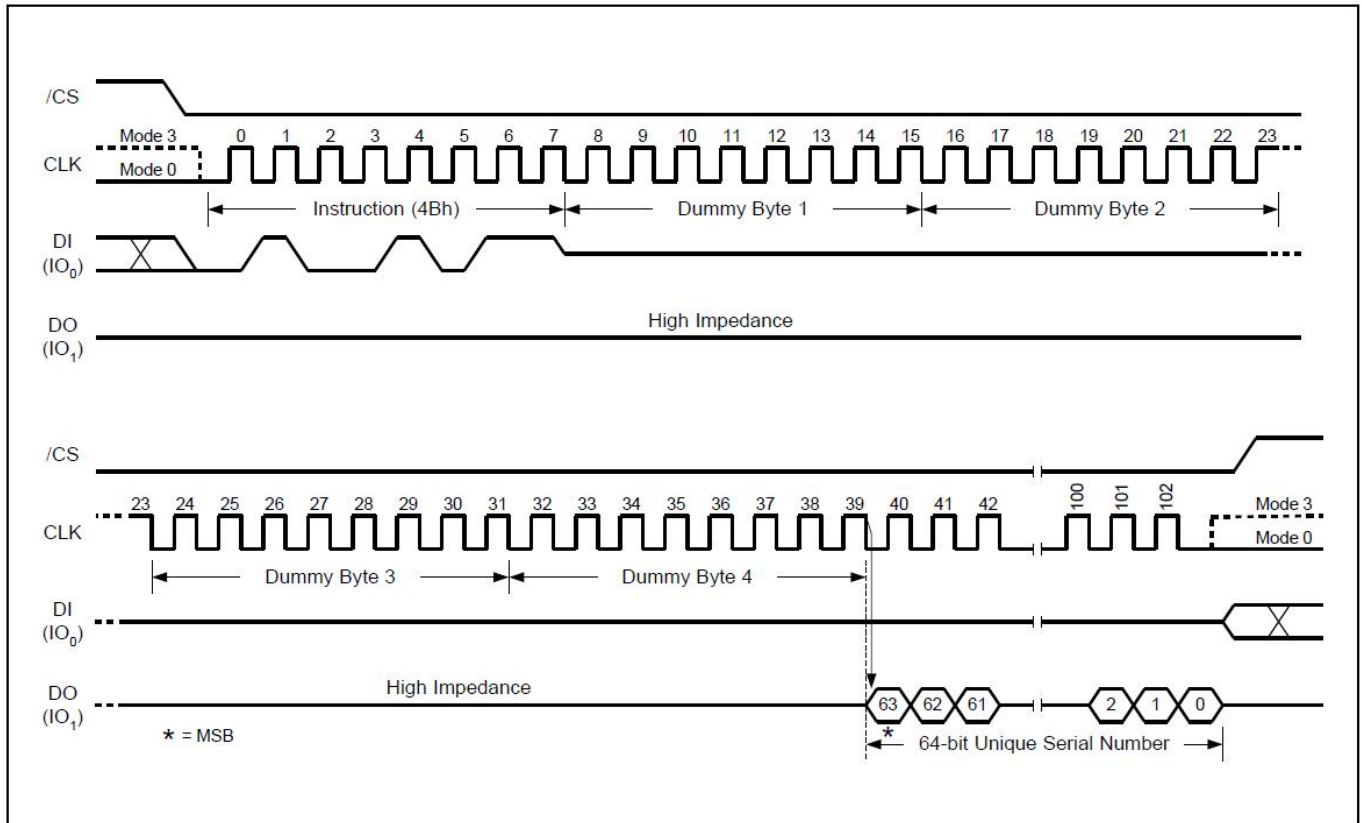 /CS
Mode 3 0 1 2 3 4 5 6 7 8 9 10 11 12 13 14 15 16 17 18 19 20 21 22 23
CLK
Mode 0
Instruction (4Bh) Dummy Byte 1 Dummy Byte 2
DI
(IO0)
High Impedance
DO
(IO1)
/CS
23 24 25 26 27 28 29 30 31 32 33 34 35 36 37 38 39 40 41 42 100 101 102 Mode 3
CLK
Mode 0
Dummy Byte 3 Dummy Byte 4
DI
(IO0)
High Impedance
DO
(IO1)
63 62 61 2 1 0
* = MSB
* 64-bit Unique Serial Number